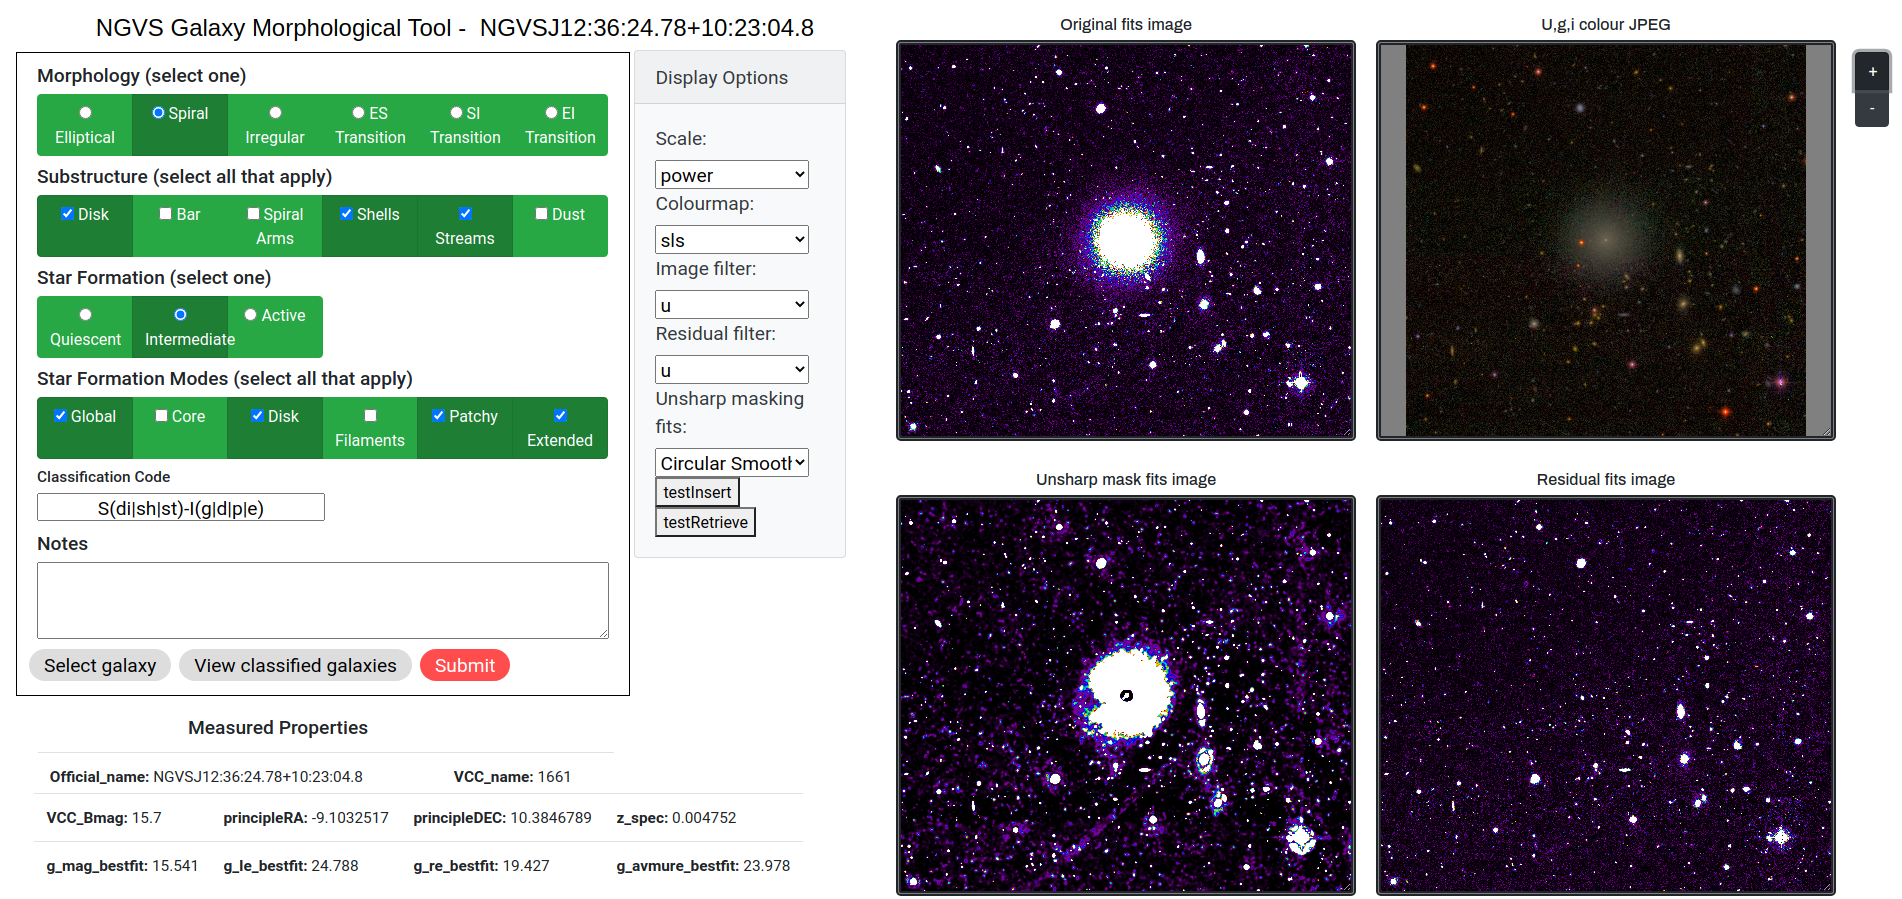 NGVS Galaxy Morphological Tool - NGVSJ12:36:24.78+10:23:04.8
Morphology (select one)
Elliptical
Spiral
Irregular
ES Transition
SI Transition
EI Transition
Substructure (select all that apply)
Disk
Bar
Spiral Arms
Shells
Streams
Dust
Star Formation (select one)
Quiescent
Intermediate
Active
Star Formation Modes (select all that apply)
Global
Core
Disk
Filaments
Patchy
Extended
Classification Code
S(di|sh|st)-I(g|d|p|e)
Notes
Select galaxy
View classified galaxies
Submit
Measured Properties
Official_name: NGVSJ12:36:24.78+10:23:04.8 VCC_name: 1661
VCC_Bmag: 15.7 principleRA: -9.1032517 principleDEC: 10.3846789 z_spec: 0.004752
g_mag_bestfit: 15.541 g_le_bestfit: 24.788 g_re_bestfit: 19.427 g_avmure_bestfit: 23.978
Display Options
Scale:
power
Colourmap:
sls
Image filter:
u
Residual filter:
u
Unsharp masking
fits:
Circular Smooth
testInsert
testRetrieve
Original fits image
U,g,i colour JPEG
+
-
Unsharp mask fits image
Residual fits image